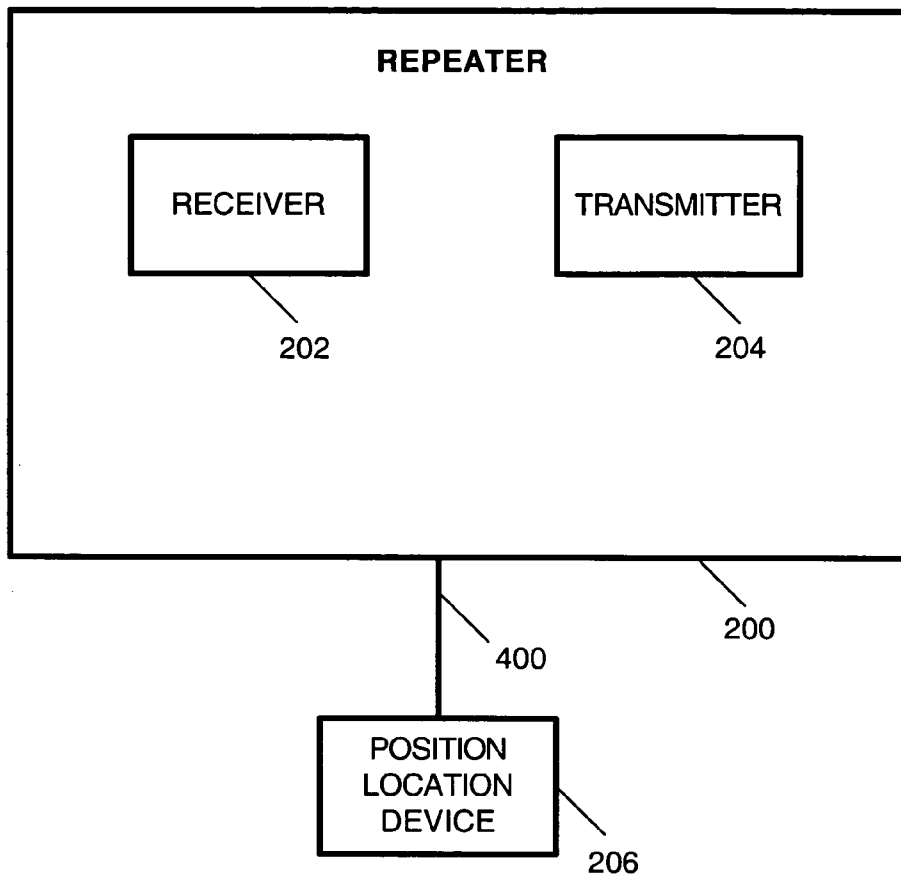 REPEATER
RECEIVER
TRANSMITTER
202
204
200
400
POSITION
LOCATION
DEVICE
206